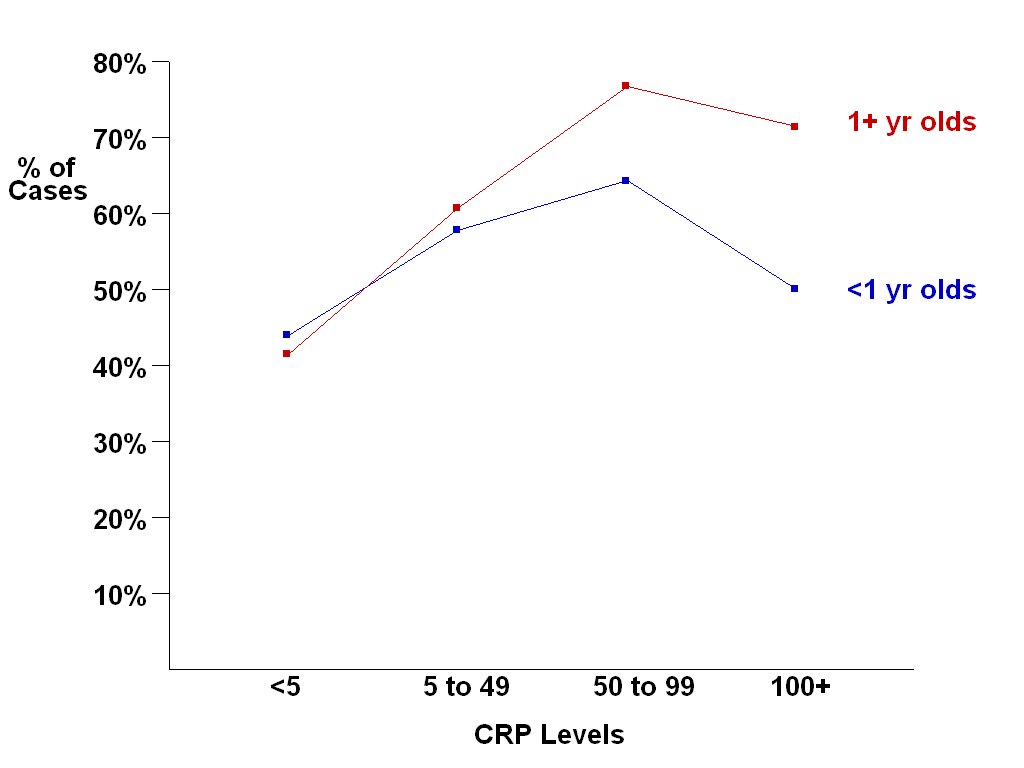 80%
70%
% of
Cases
60%
50%
40%
30%
20%
10%
1+ yr olds
<1 yr olds
<5
5 to 49
50 to 99
100+
CRP Levels